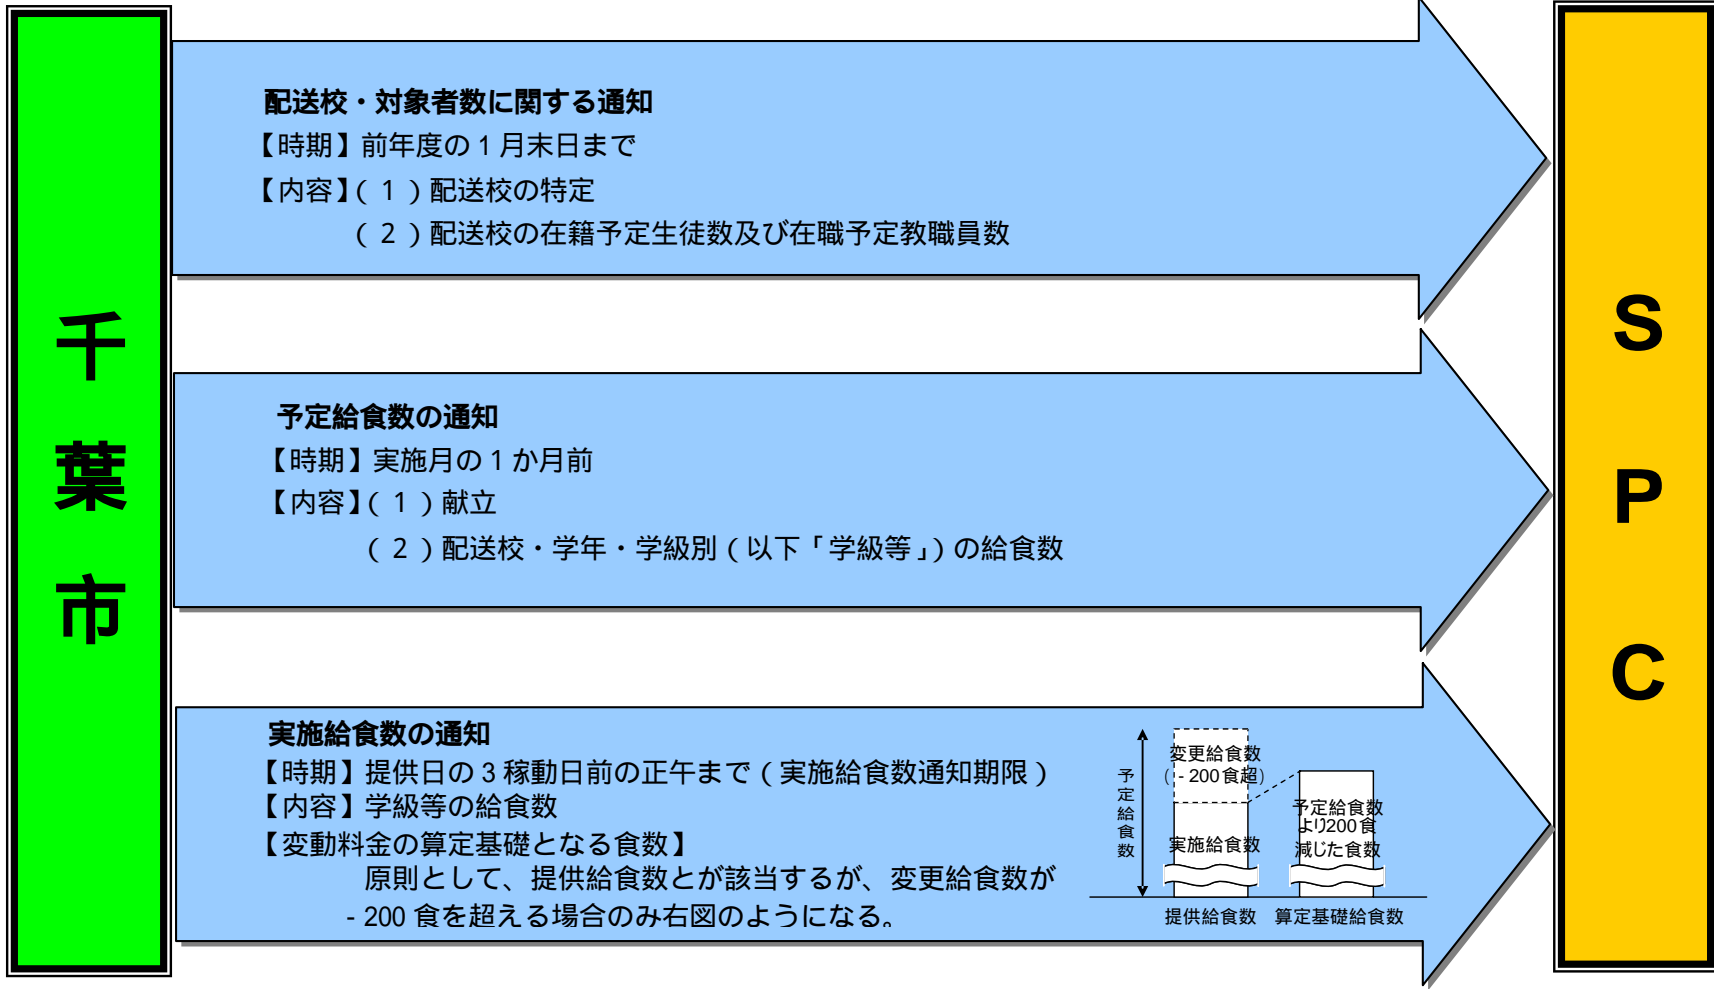 千葉市
配送校・対象者数に関する通知
【時期】前年度の1月末日まで
【内容】(1)配送校の特定
(2)配送校の在籍予定生徒数及び在職予定教職員数
予定給食数の通知
【時期】実施月の1か月前
【内容】(1)献立
(2)配送校・学年・学級別(以下「学級等」)の給食数
実施給食数の通知
【時期】提供日の3稼動日前の正午まで(実施給食数通知期限)
【内容】学級等の給食数
【変動料金の算定基礎となる食数】
原則として、提供給食数とが該当するが、変更給食数が
-200食を超える場合のみ右図のようになる。
予定給食数
変更給食数
(-200食超)
実施給食数
予定給食数
より200食
減じた食数
提供給食数
算定基礎給食数
SPC